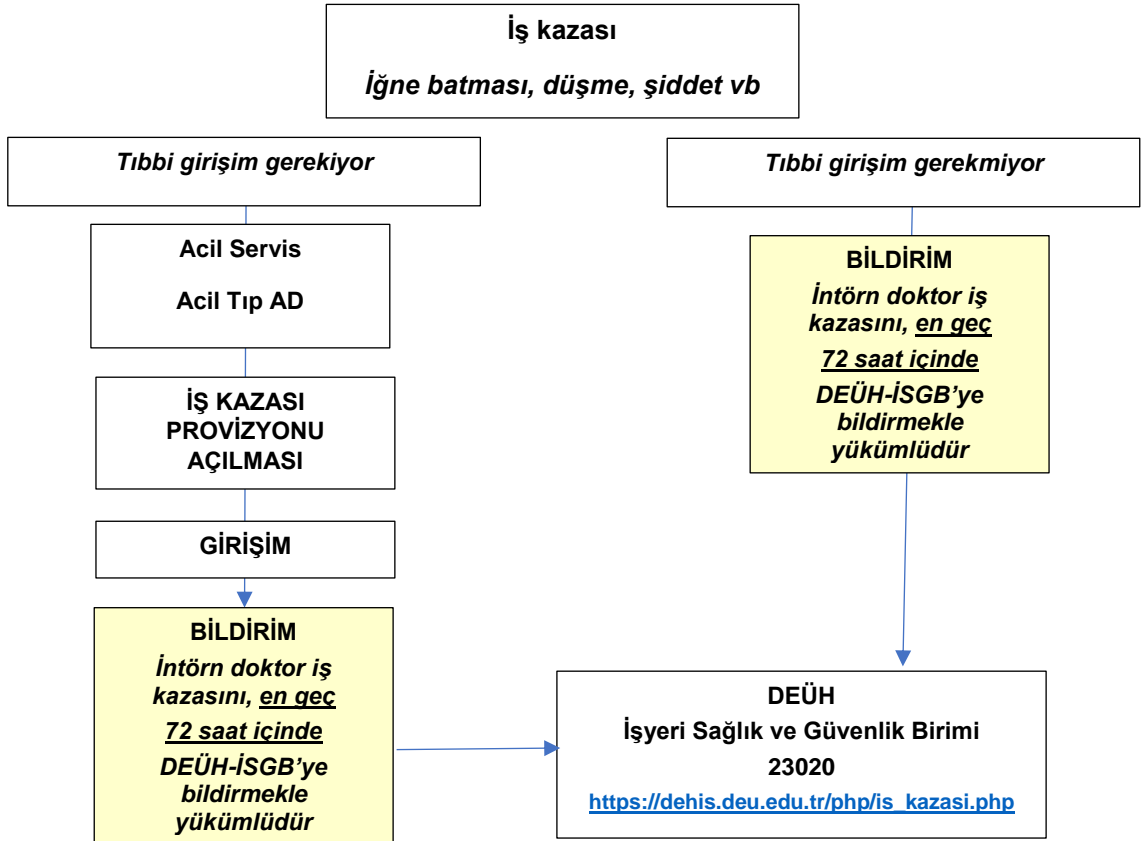 İş kazası
İğne batması, düşme, şiddet vb
Tıbbi girişim gerekiyor
Tıbbi girişim gerekmiyor
Acil Servis
Acil Tıp AD
İŞ KAZASI
PROVİZYONU
AÇILMASI
GİRİŞİM
BİLDİRİM
İntörn doktor iş
kazasını, en geç
72 saat içinde
DEÜH-İSGB’ye
bildirmekle
yükümlüdür
BİLDİRİM
İntörn doktor iş
kazasını, en geç
72 saat içinde
DEÜH-İSGB’ye
bildirmekle
yükümlüdür
DEÜH
İşyeri Sağlık ve Güvenlik Birimi
23020
https://dehis.deu.edu.tr/php/is_kazasi.php